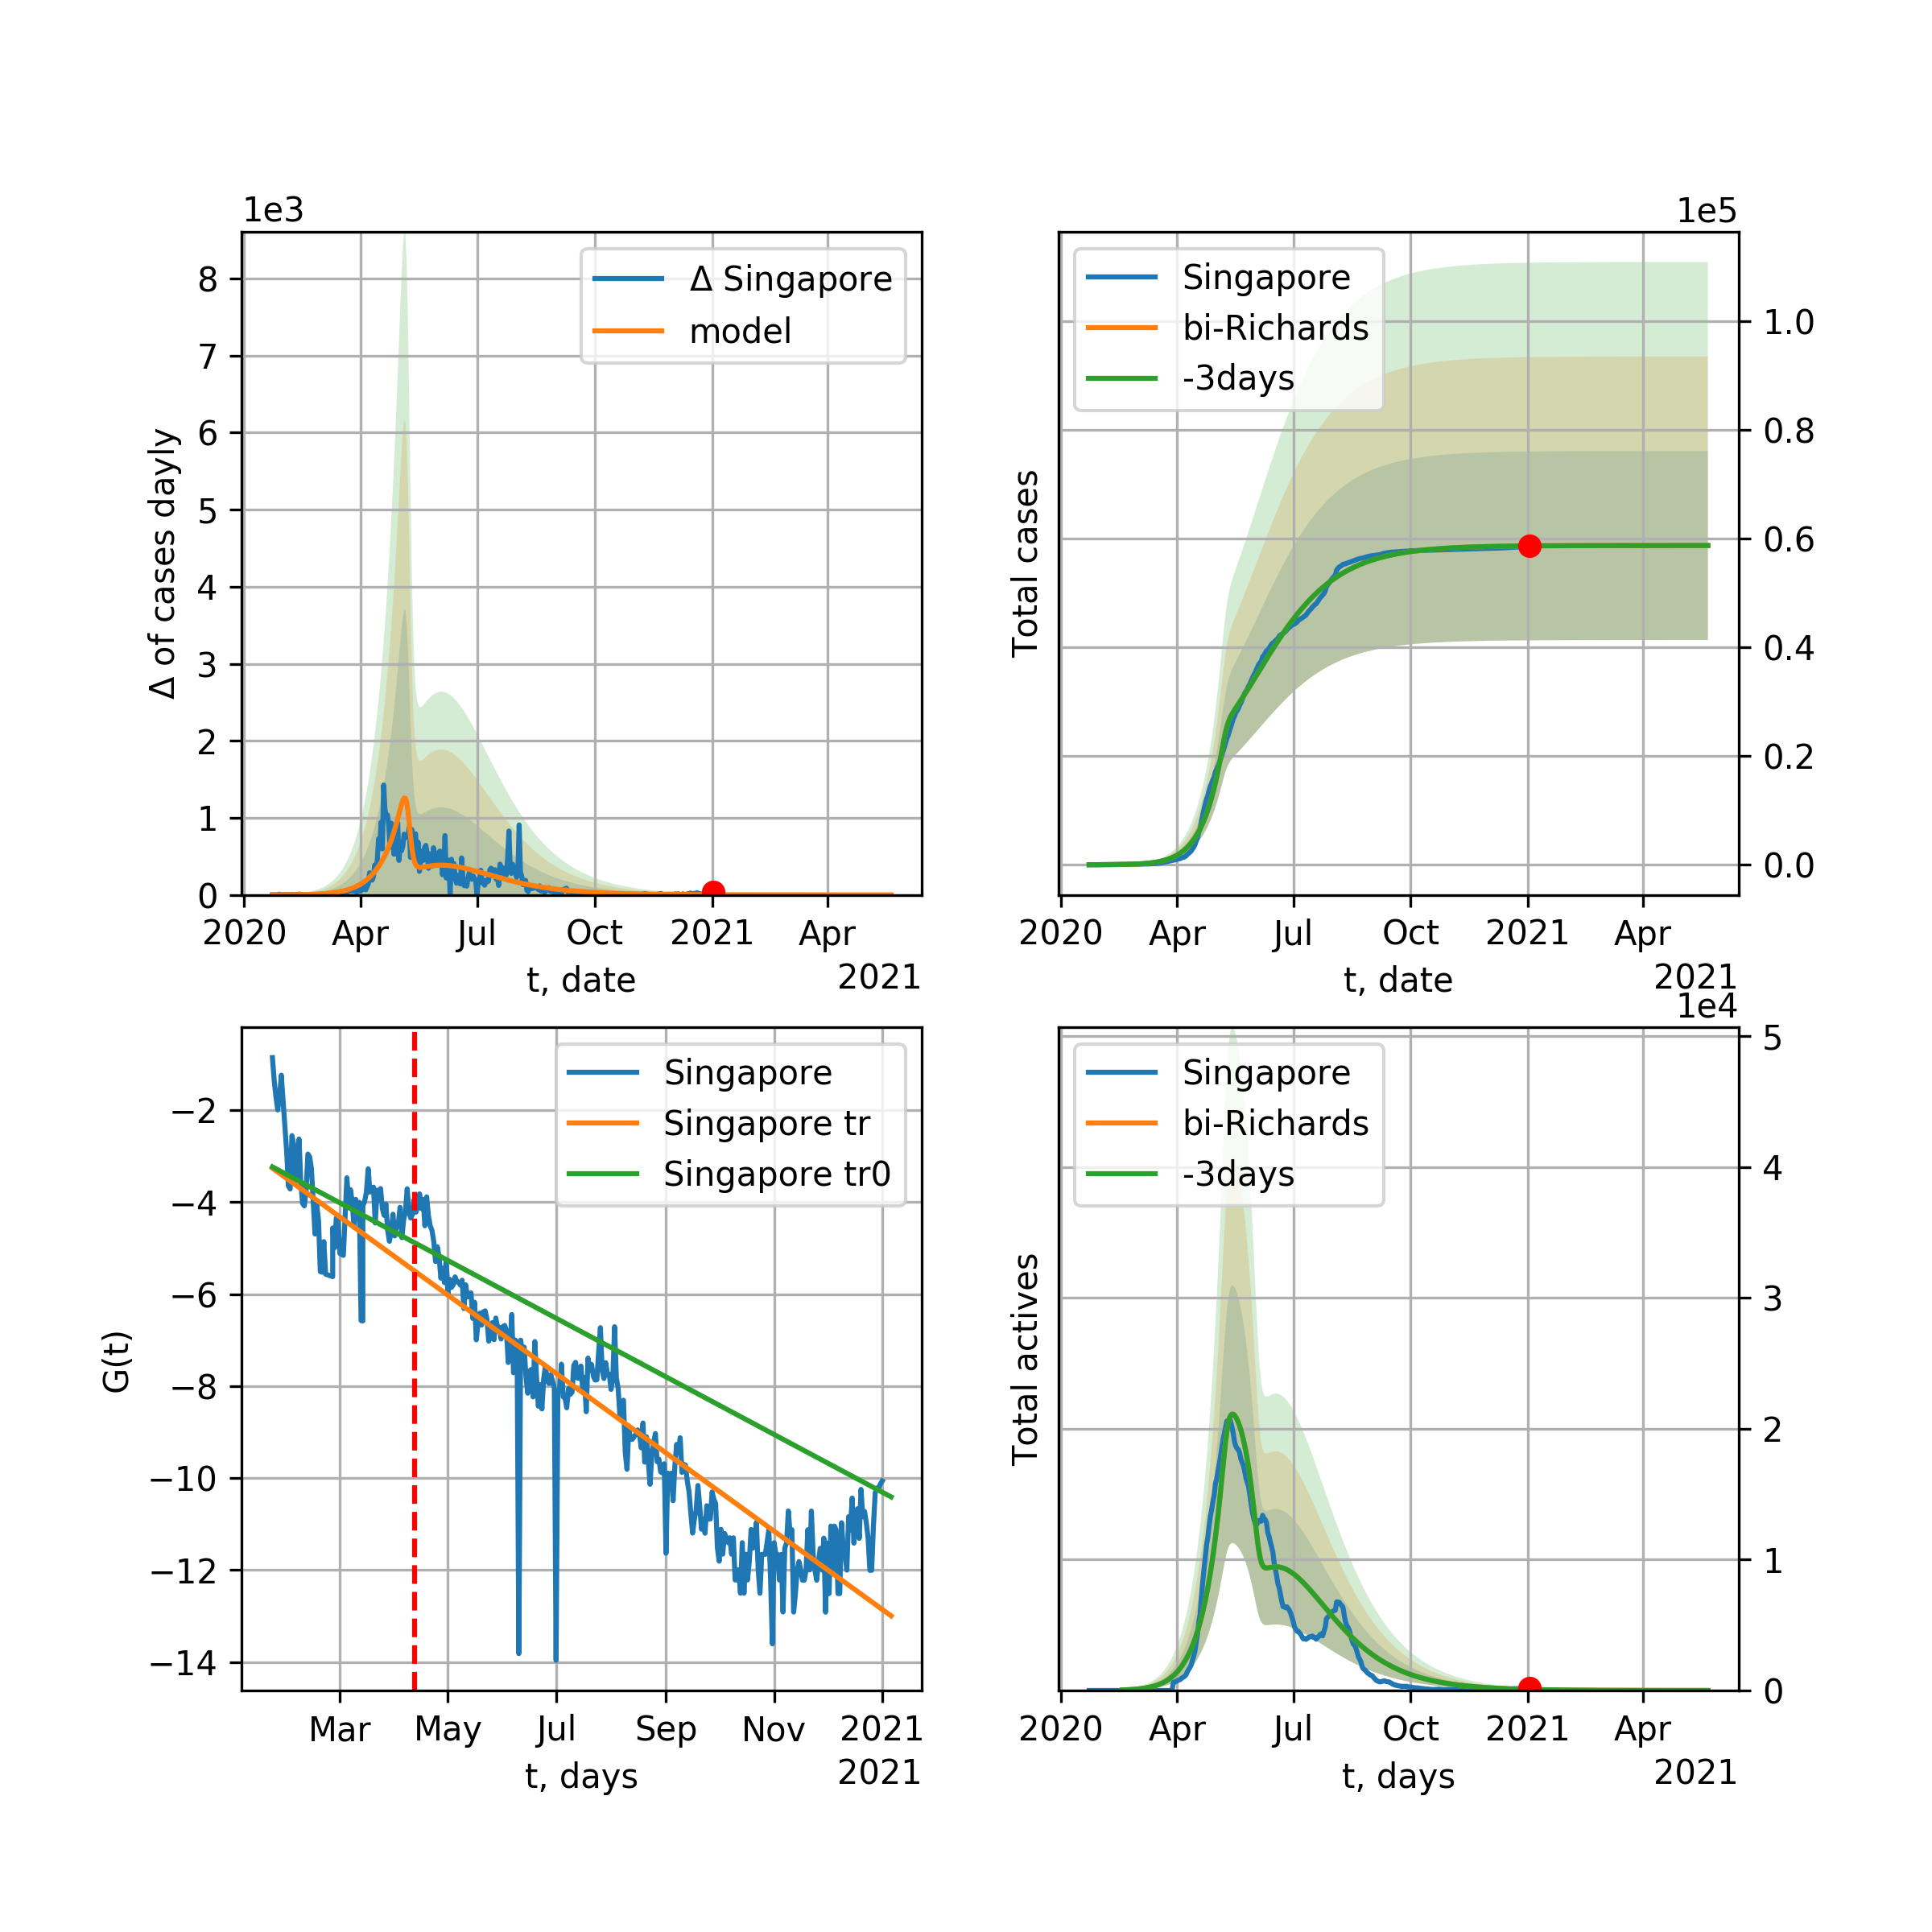 1e3
Δ of cases dayly
8
7
6
5
4
3
2
1
0
Δ Singapore
model
2020 Apr Jul Oct 2021 Apr
t, date
2021
1e5
Total cases
Singapore
bi-Richards
-3days
1.0
0.8
0.6
0.4
0.2
0.0
2020 Apr Jul Oct 2021 Apr
t, date
2021
G(t)
−2
−4
−6
−8
−10
−12
−14
Singapore
Singapore tr
Singapore tr0
Mar May Jul Sep Nov 2021
t, days
2021
1e4
Total actives
Singapore
bi-Richards
-3days
5
4
3
2
1
0
2020 Apr Jul Oct 2021 Apr
t, days
2021